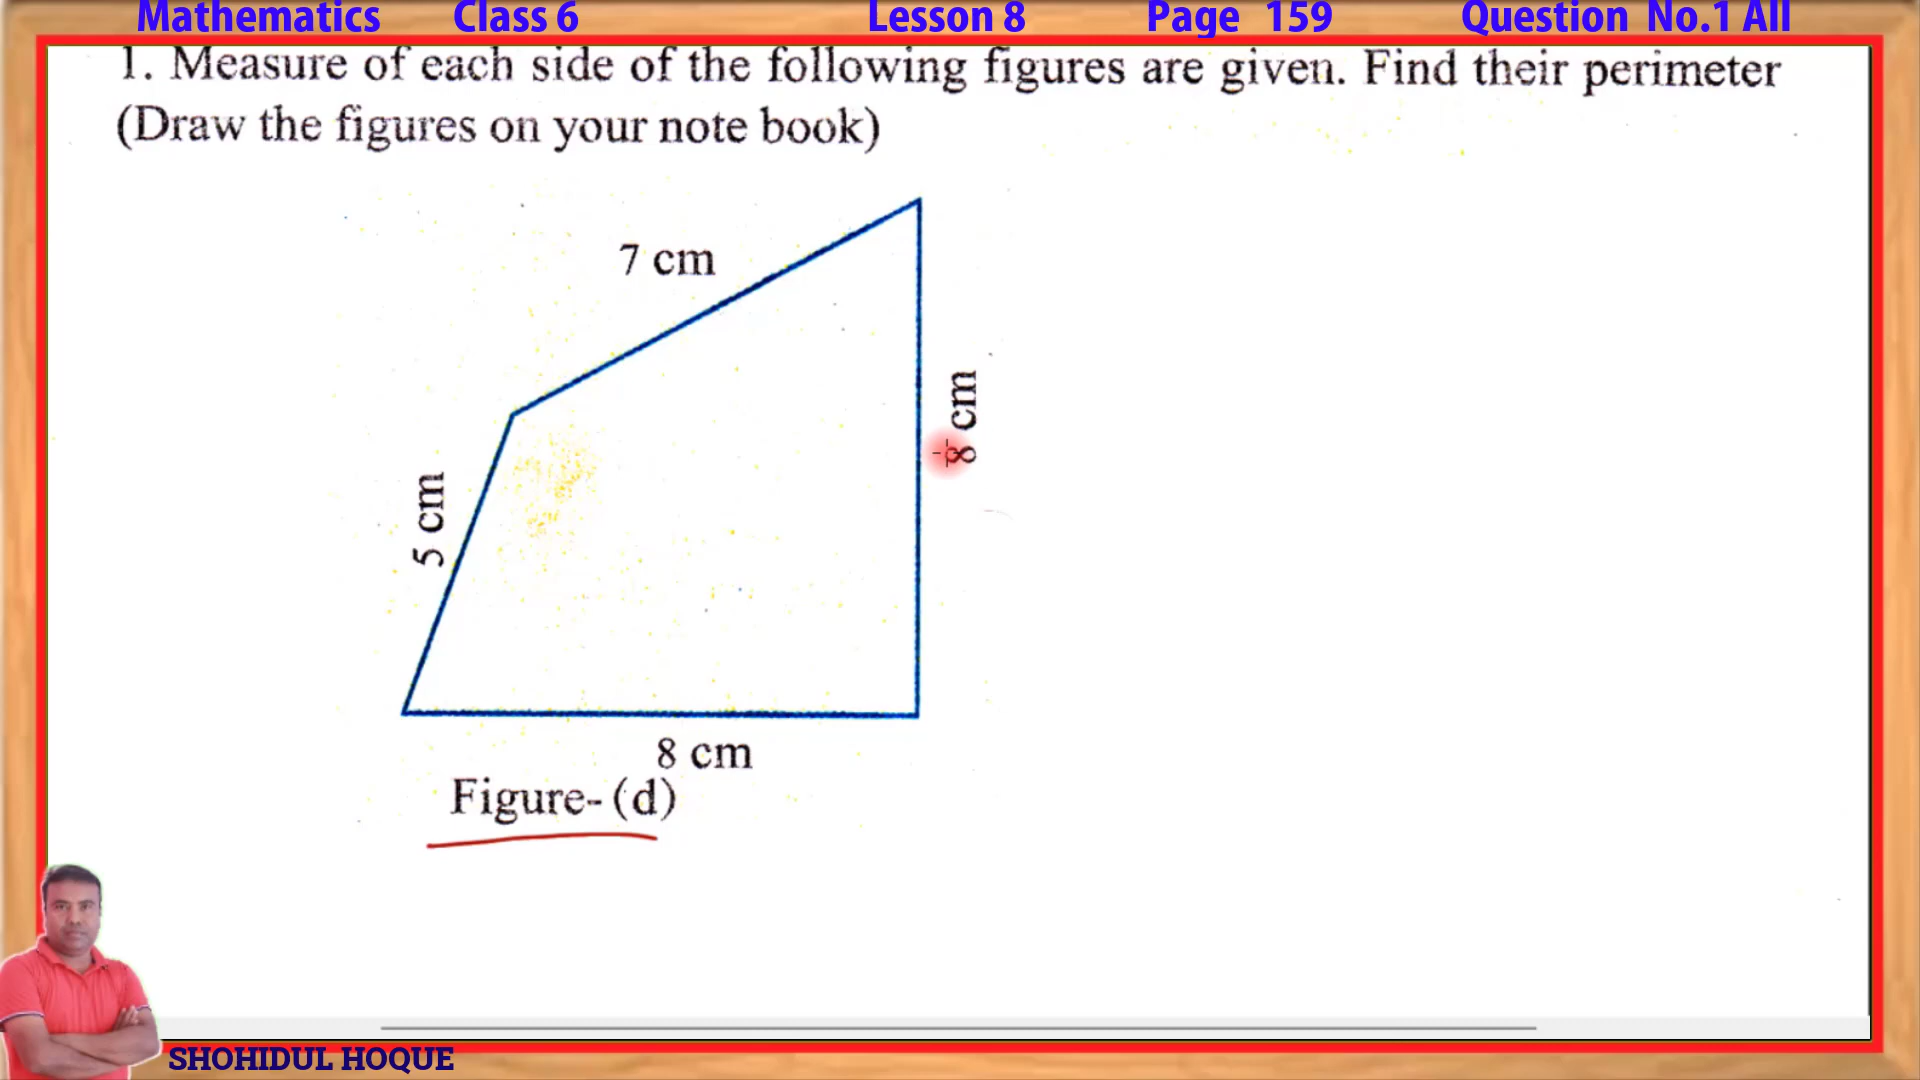 Mathematics Class 6 Lesson 8 Page 159 Question No.1 All
1. Measure of each side of the following figures are given. Find their perimeter
(Draw the figures on your note book)
7 cm
8 cm
5 cm
8 cm
Figure- (d)
SHOHIDUL HOQUE